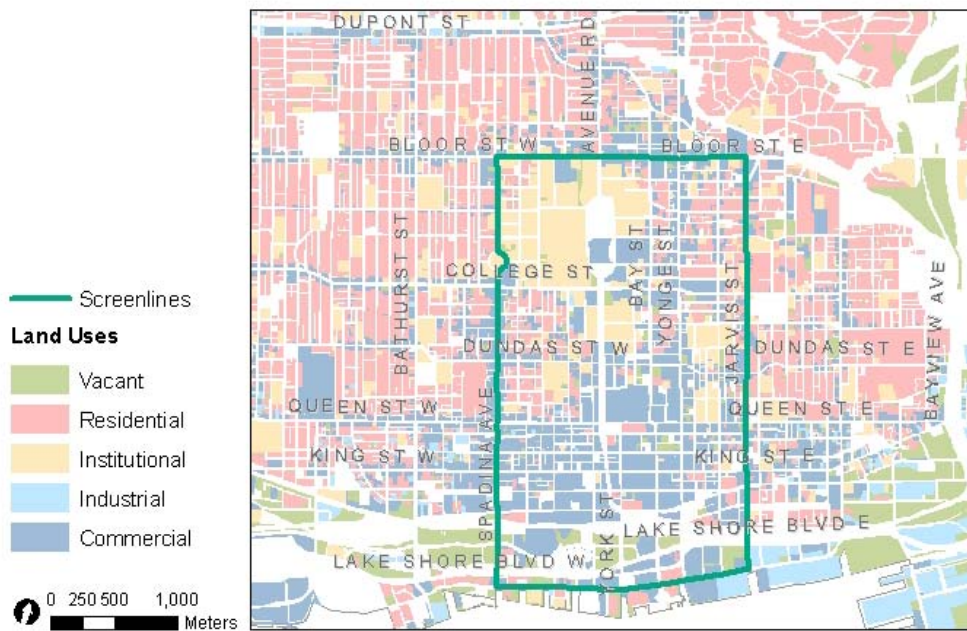 DUPONT ST
AVENUE RD
BLOOR ST W
BLOOR ST E
BATHURST ST
COLLEGE ST
BAY ST
YONGE ST
JARVIS ST
BAYVIEW AVE
DUNDAS ST W
DUNDAS ST E
QUEEN ST W
QUEEN ST E
SPADINA AVE
KING ST W
KING ST E
YORK ST
LAKE SHORE BLVD E
LAKE SHORE BLVD W
Screenlines
Land Uses
Vacant
Residential
Institutional
Industrial
Commercial
0 250 500 1,000
Meters